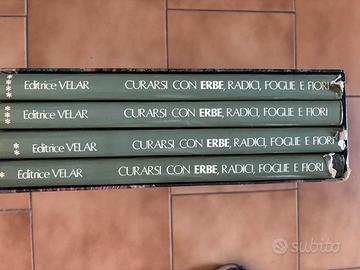 **** Editrice VELAR CURARSI CON ERBE, RADICI, FOGLIE E FIORI
*** Editrice VELAR CURARSI CON ERBE, RADICI, FOGLIE E FIORI
** Editrice VELAR CURARSI CON ERBE, RADICI, FOGLIE E FIORI
* Editrice VELAR CURARSI CON ERBE, RADICI, FOGLIE E FIORI
subito